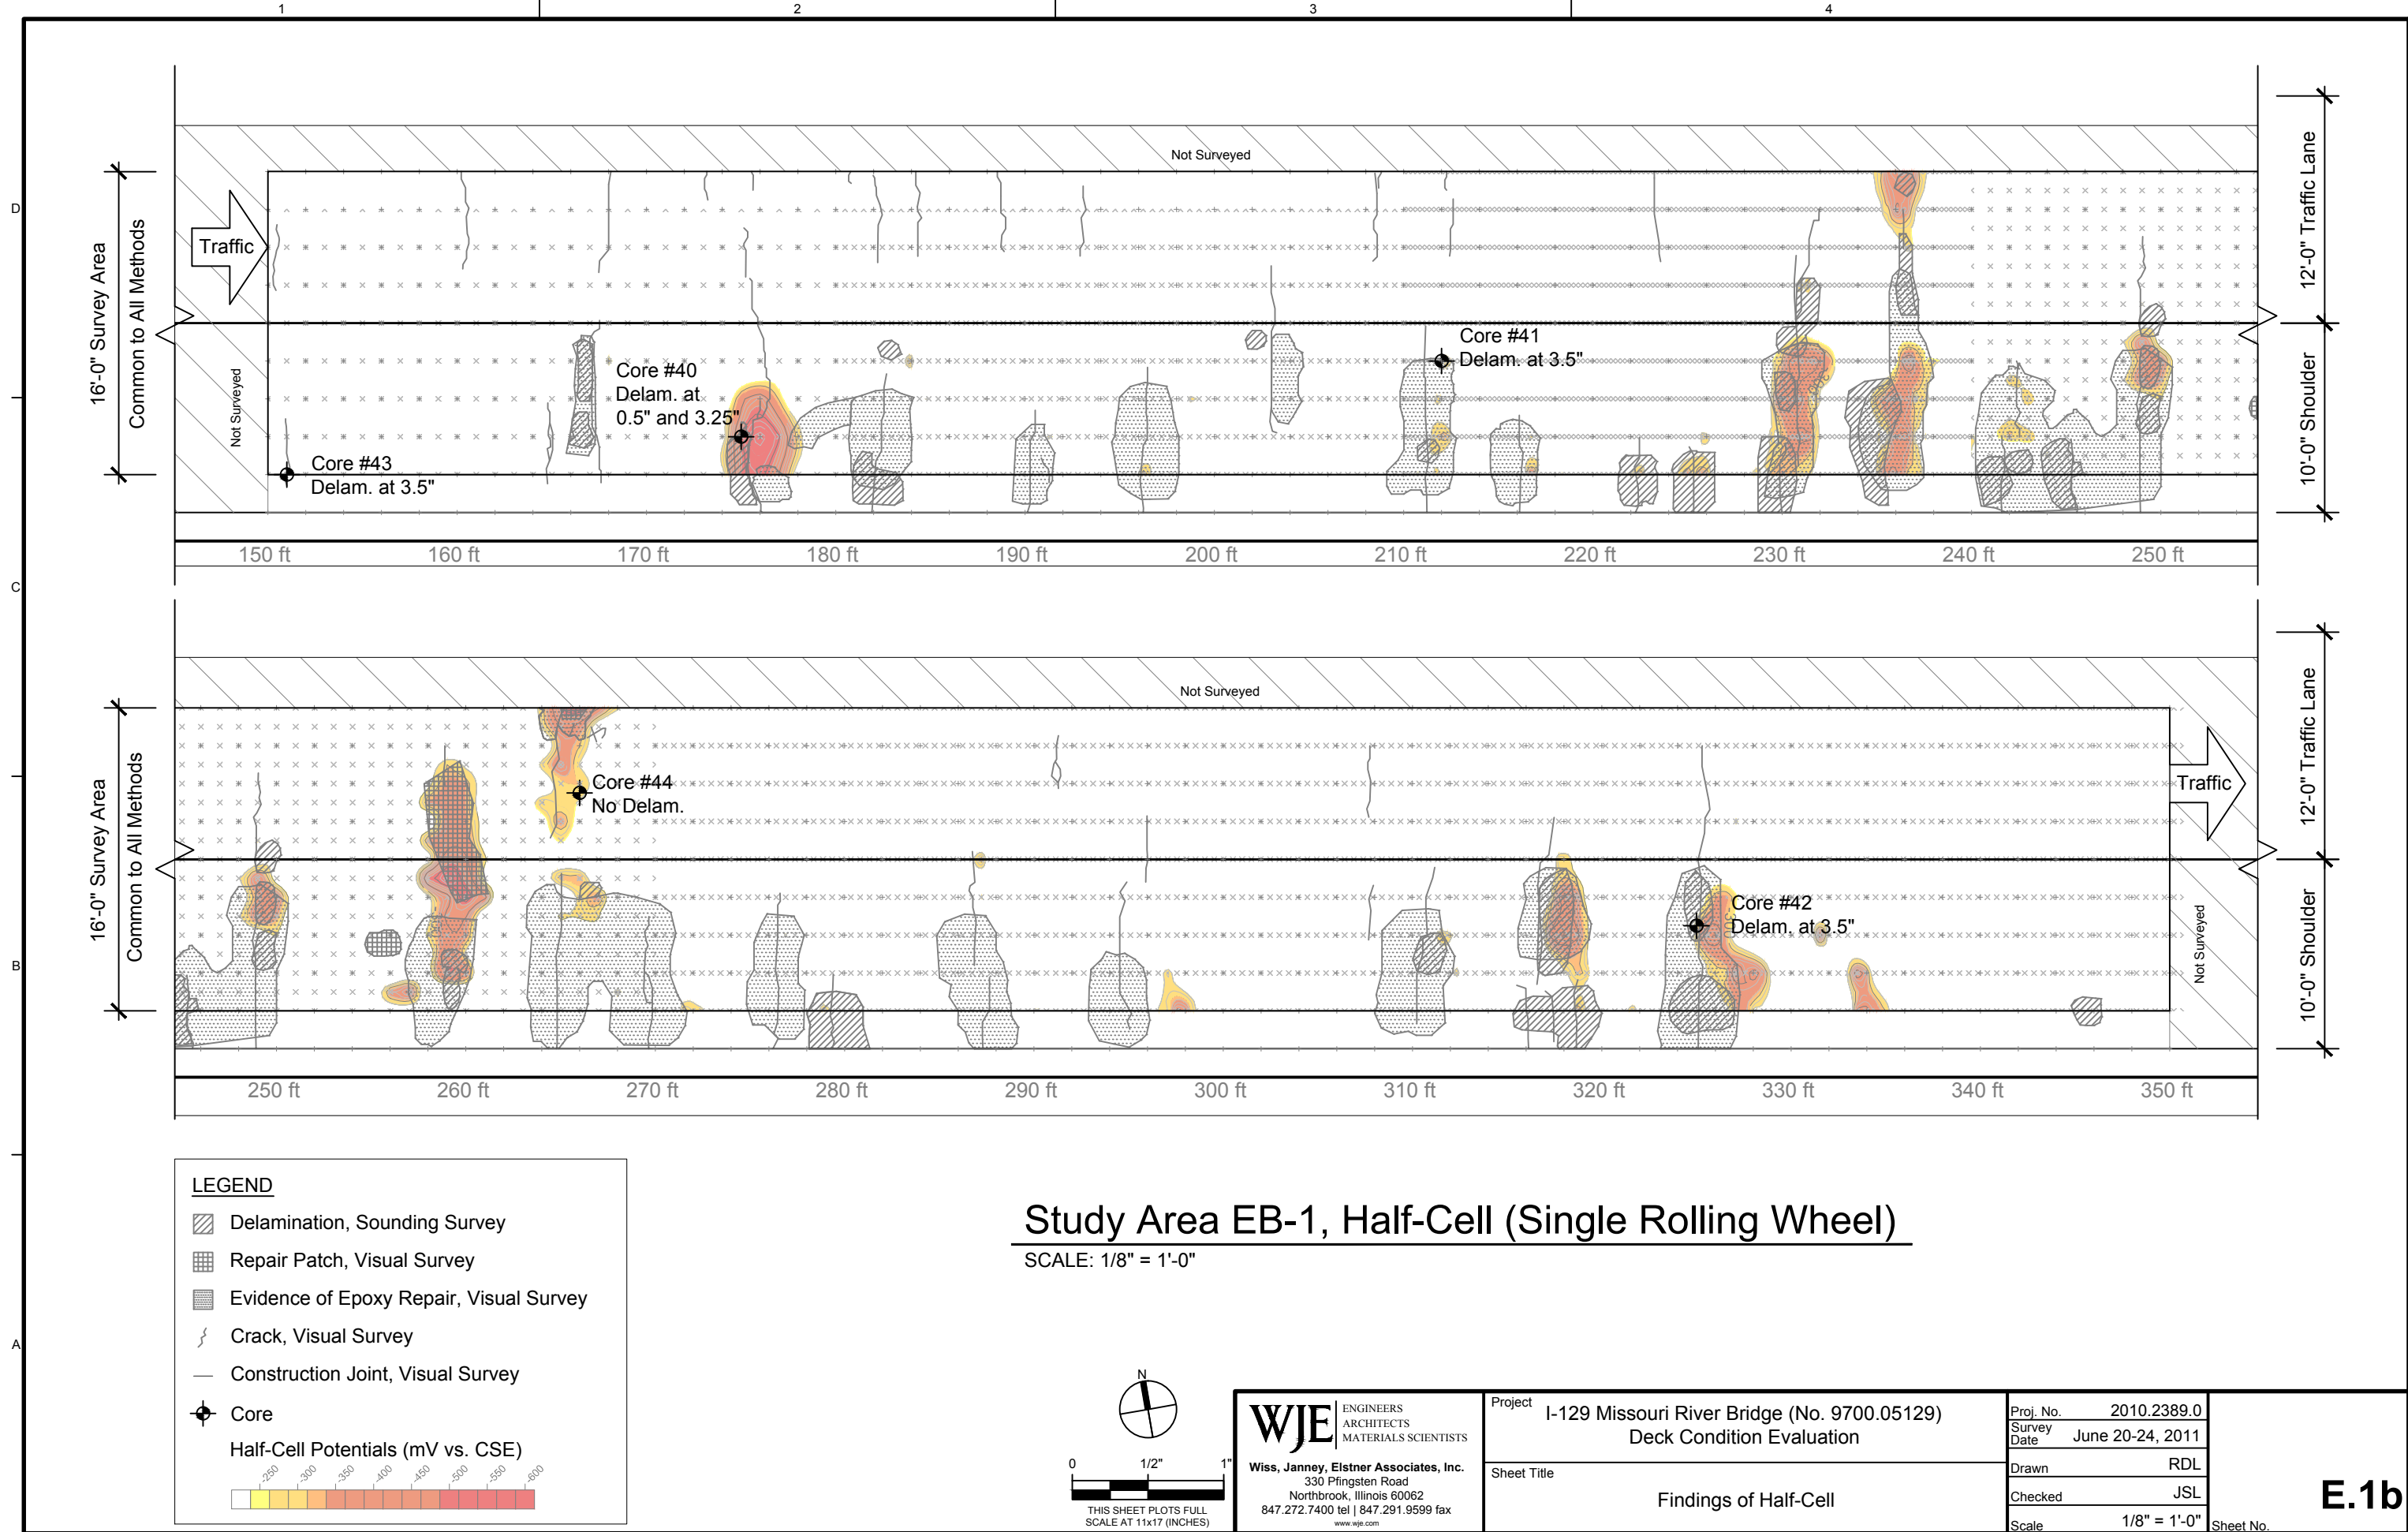 1 2 3 4
D
C
B
A
Not Surveyed
Traffic
16'-0" Survey Area
Common to All Methods
Not Surveyed
12'-0" Traffic Lane
10'-0" Shoulder
Core #40
Delam. at
0.5" and 3.25"
Core #41
Delam. at 3.5"
Core #43
Delam. at 3.5"
150 ft 160 ft 170 ft 180 ft 190 ft 200 ft 210 ft 220 ft 230 ft 240 ft 250 ft
Not Surveyed
16'-0" Survey Area
Common to All Methods
Core #44
No Delam.
Traffic
12'-0" Traffic Lane
10'-0" Shoulder
Core #42
Delam. at 3.5"
Not Surveyed
250 ft 260 ft 270 ft 280 ft 290 ft 300 ft 310 ft 320 ft 330 ft 340 ft 350 ft
LEGEND
Delamination, Sounding Survey
Repair Patch, Visual Survey
Evidence of Epoxy Repair, Visual Survey
Crack, Visual Survey
Construction Joint, Visual Survey
Core
Half-Cell Potentials (mV vs. CSE)
-250 -300 -350 -400 -450 -500 -550 -600
Study Area EB-1, Half-Cell (Single Rolling Wheel)
SCALE: 1/8" = 1'-0"
N
0 1/2" 1"
THIS SHEET PLOTS FULL
SCALE AT 11x17 (INCHES)
WJE
ENGINEERS
ARCHITECTS
MATERIALS SCIENTISTS
Wiss, Janney, Elstner Associates, Inc.
330 Pfingsten Road
Northbrook, Illinois 60062
847.272.7400 tel | 847.291.9599 fax
www.wje.com
Project
I-129 Missouri River Bridge (No. 9700.05129)
Deck Condition Evaluation
Sheet Title
Findings of Half-Cell
Proj. No. 2010.2389.0
Survey
Date June 20-24, 2011
Drawn RDL
Checked JSL
Scale 1/8" = 1'-0"
Sheet No.
E.1b